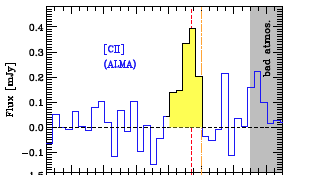 Flux [mJy]
0.4
0.3
0.2
0.1
0.0
−0.1
[CII]
(ALMA)
bad atmos.